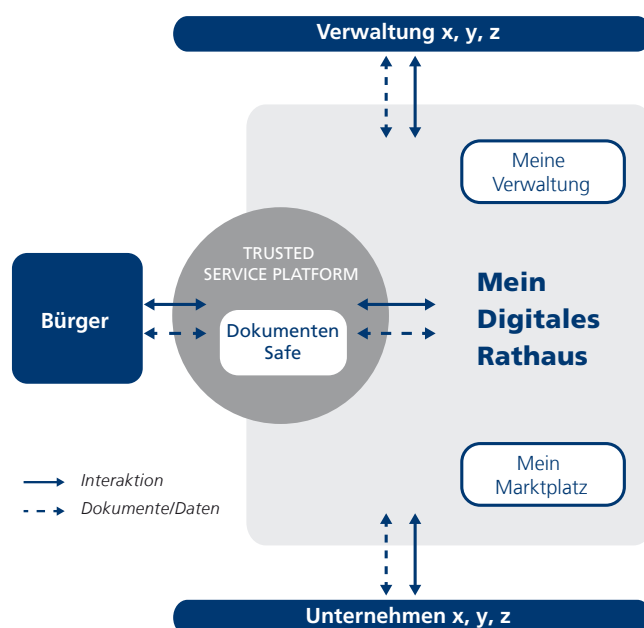 Verwaltung x, y, z
Meine
Verwaltung
TRUSTED
SERVICE PLATFORM
Mein
Digitales
Rathaus
Bürger
Dokumenten
Safe
Mein
Marktplatz
Interaktion
Dokumente/Daten
Unternehmen x, y, z